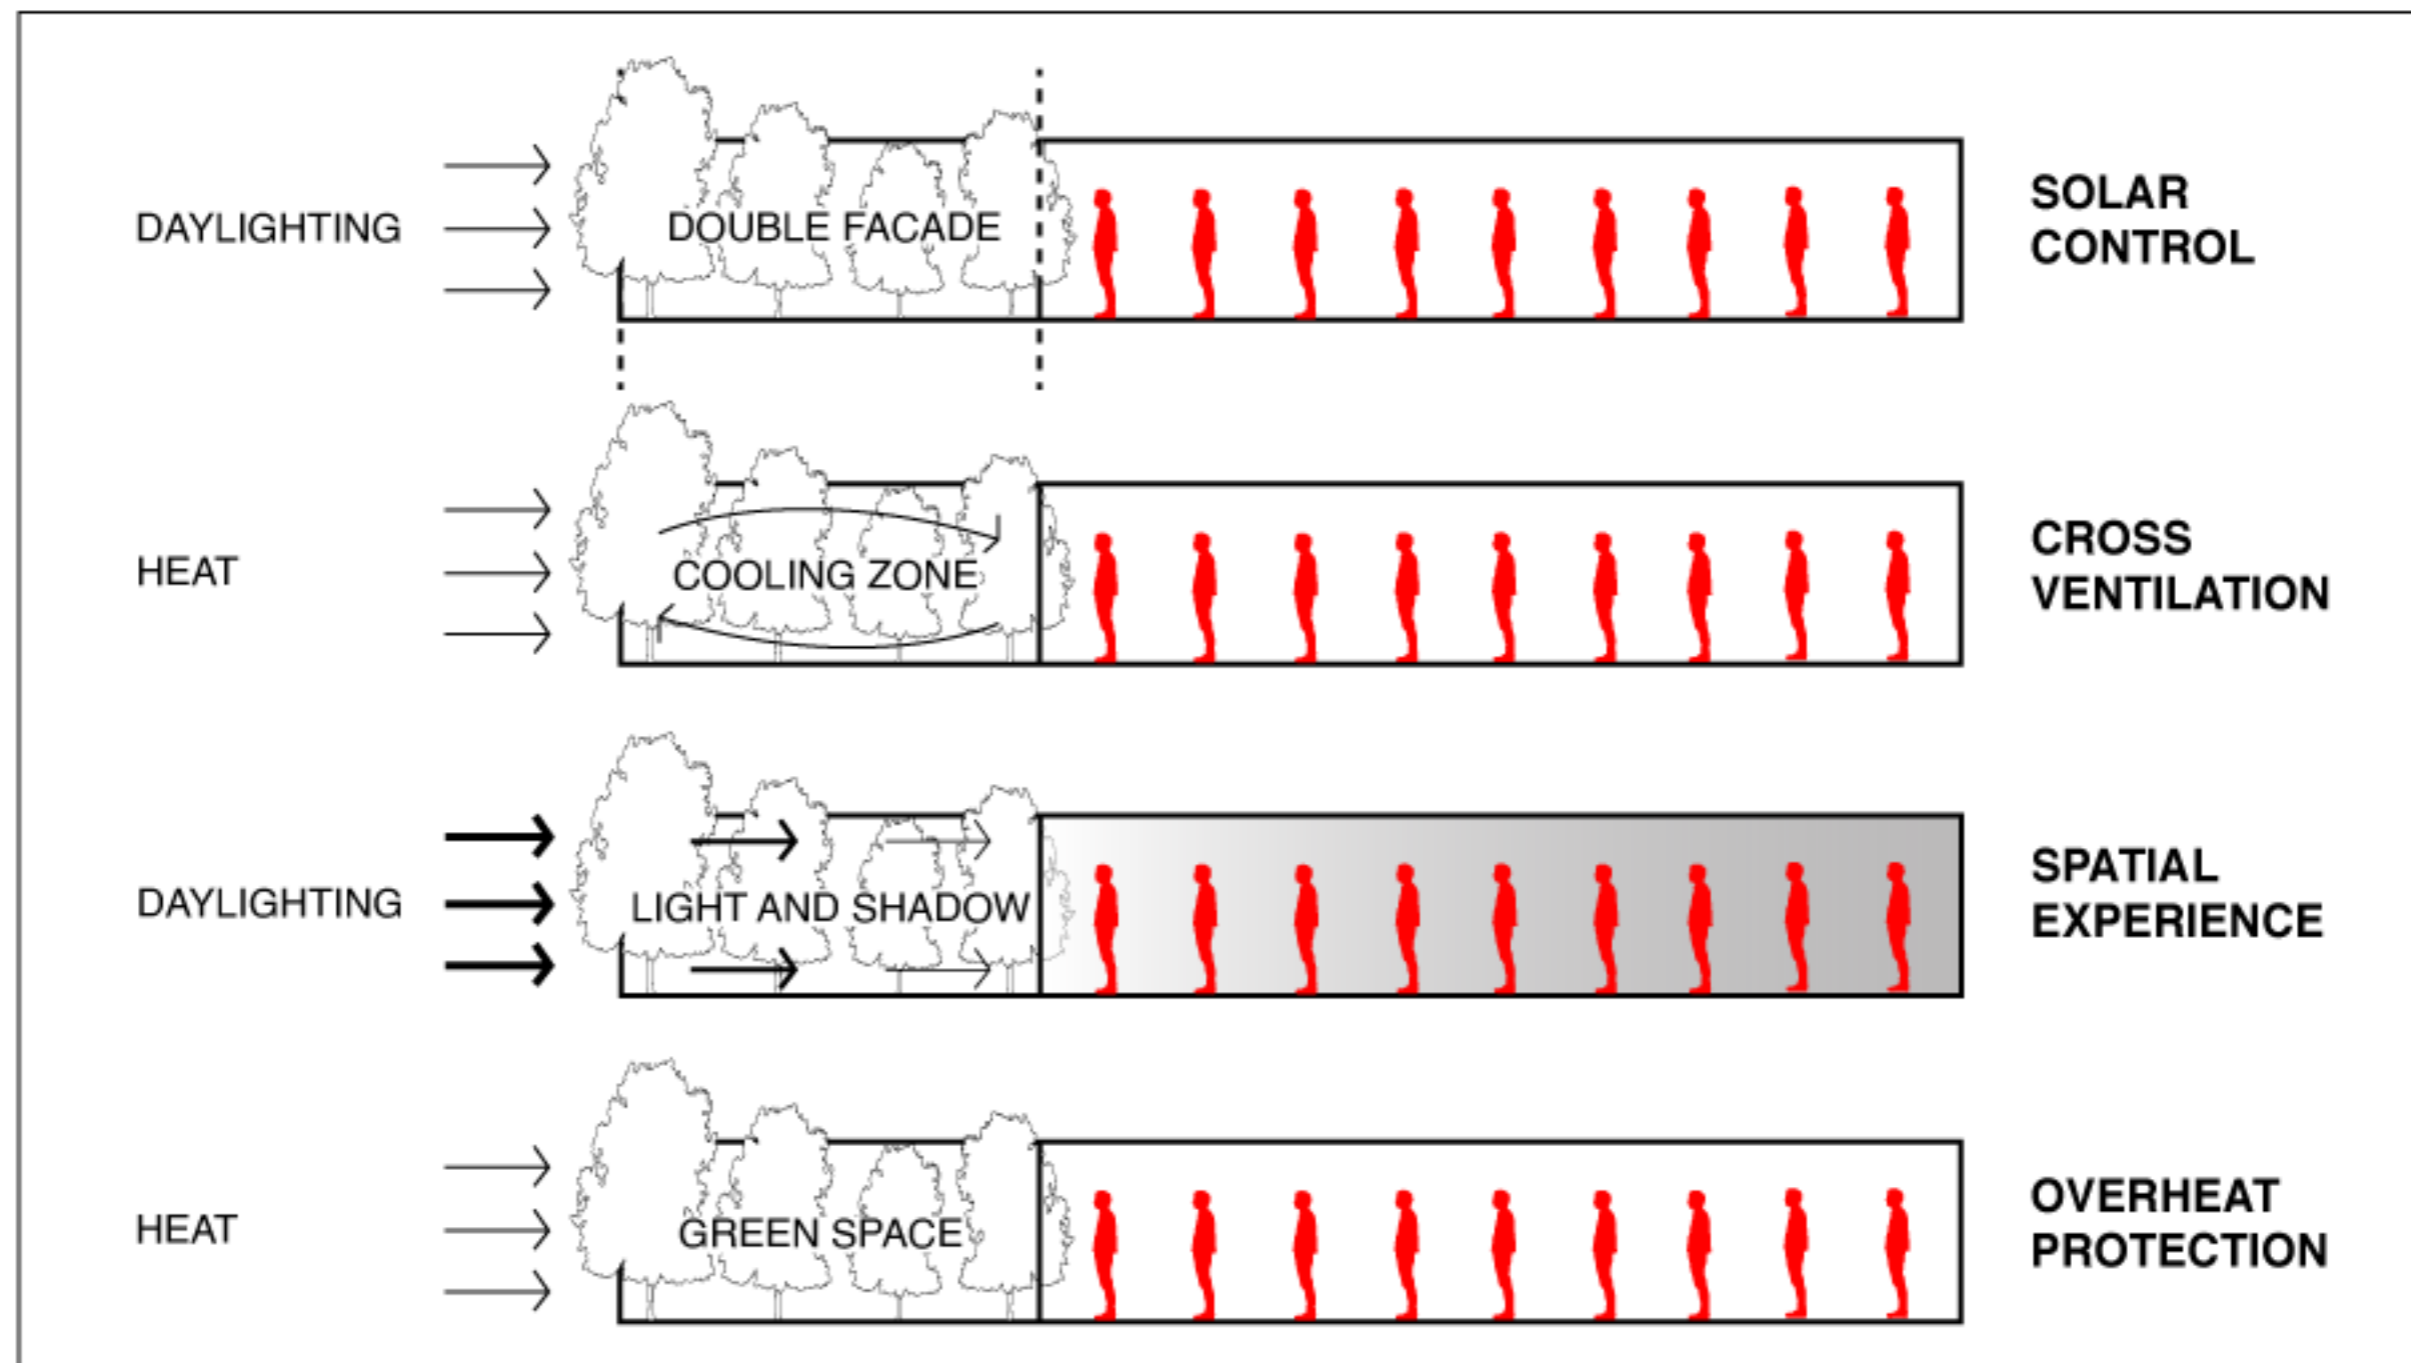 DAYLIGHTING
DOUBLE FACADE
SOLAR
CONTROL
HEAT
COOLING ZONE
CROSS
VENTILATION
DAYLIGHTING
LIGHT AND SHADOW
SPATIAL
EXPERIENCE
HEAT
GREEN SPACE
OVERHEAT
PROTECTION